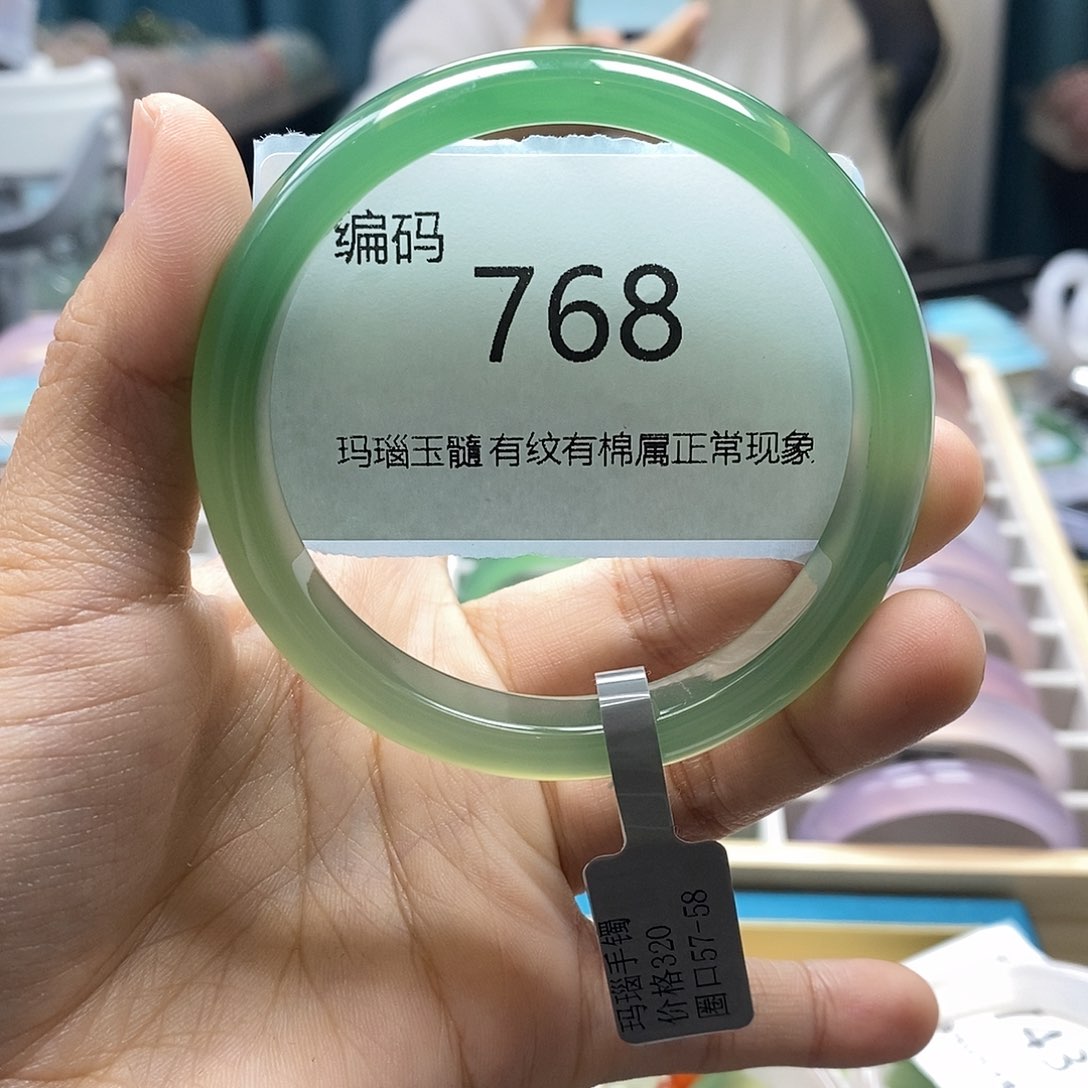 编码
768
玛瑙玉髓 有纹有棉属正常现象
玛瑙手镯
价格320
圈口57-58